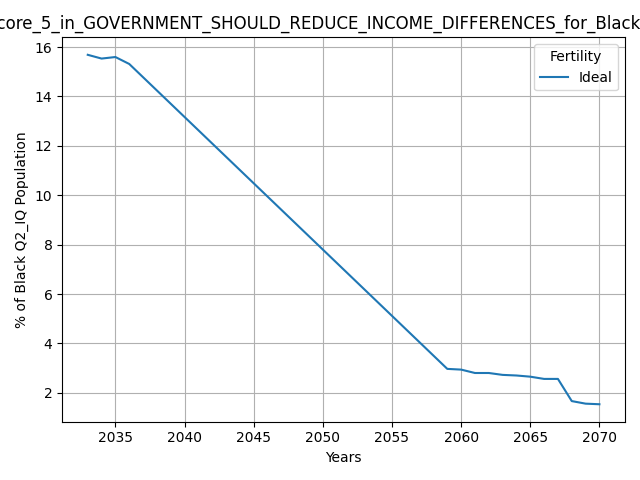 core_5_in_GOVERNMENT_SHOULD_REDUCE_INCOME_DIFFERENCES_for_Black
16
14
12
10
8
6
4
2
% of Black Q2_IQ Population
Fertility
Ideal
2035 2040 2045 2050 2055 2060 2065 2070
Years